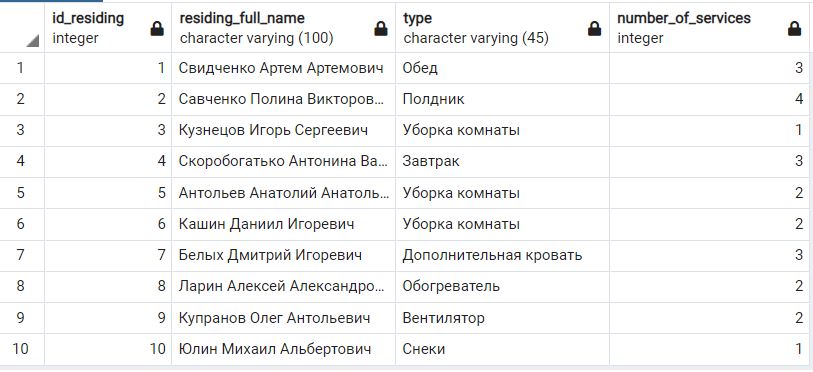 id_residing residing_full_name type number_of_services
integer character varying (100) character varying (45) integer
1 1 Свидченко Артем Артемович Обед 3
2 2 Савченко Полина Викторов… Полдник 4
3 3 Кузнецов Игорь Сергеевич Уборка комнаты 1
4 4 Скоробогатько Антонина Ва… Завтрак 3
5 5 Антольев Анатолий Анатоль… Уборка комнаты 2
6 6 Кашин Даниил Игоревич Уборка комнаты 2
7 7 Белых Дмитрий Игоревич Дополнительная кровать 3
8 8 Ларин Алексей Александро… Обогреватель 2
9 9 Купранов Олег Антольевич Вентилятор 2
10 10 Юлин Михаил Альбертович Снеки 1